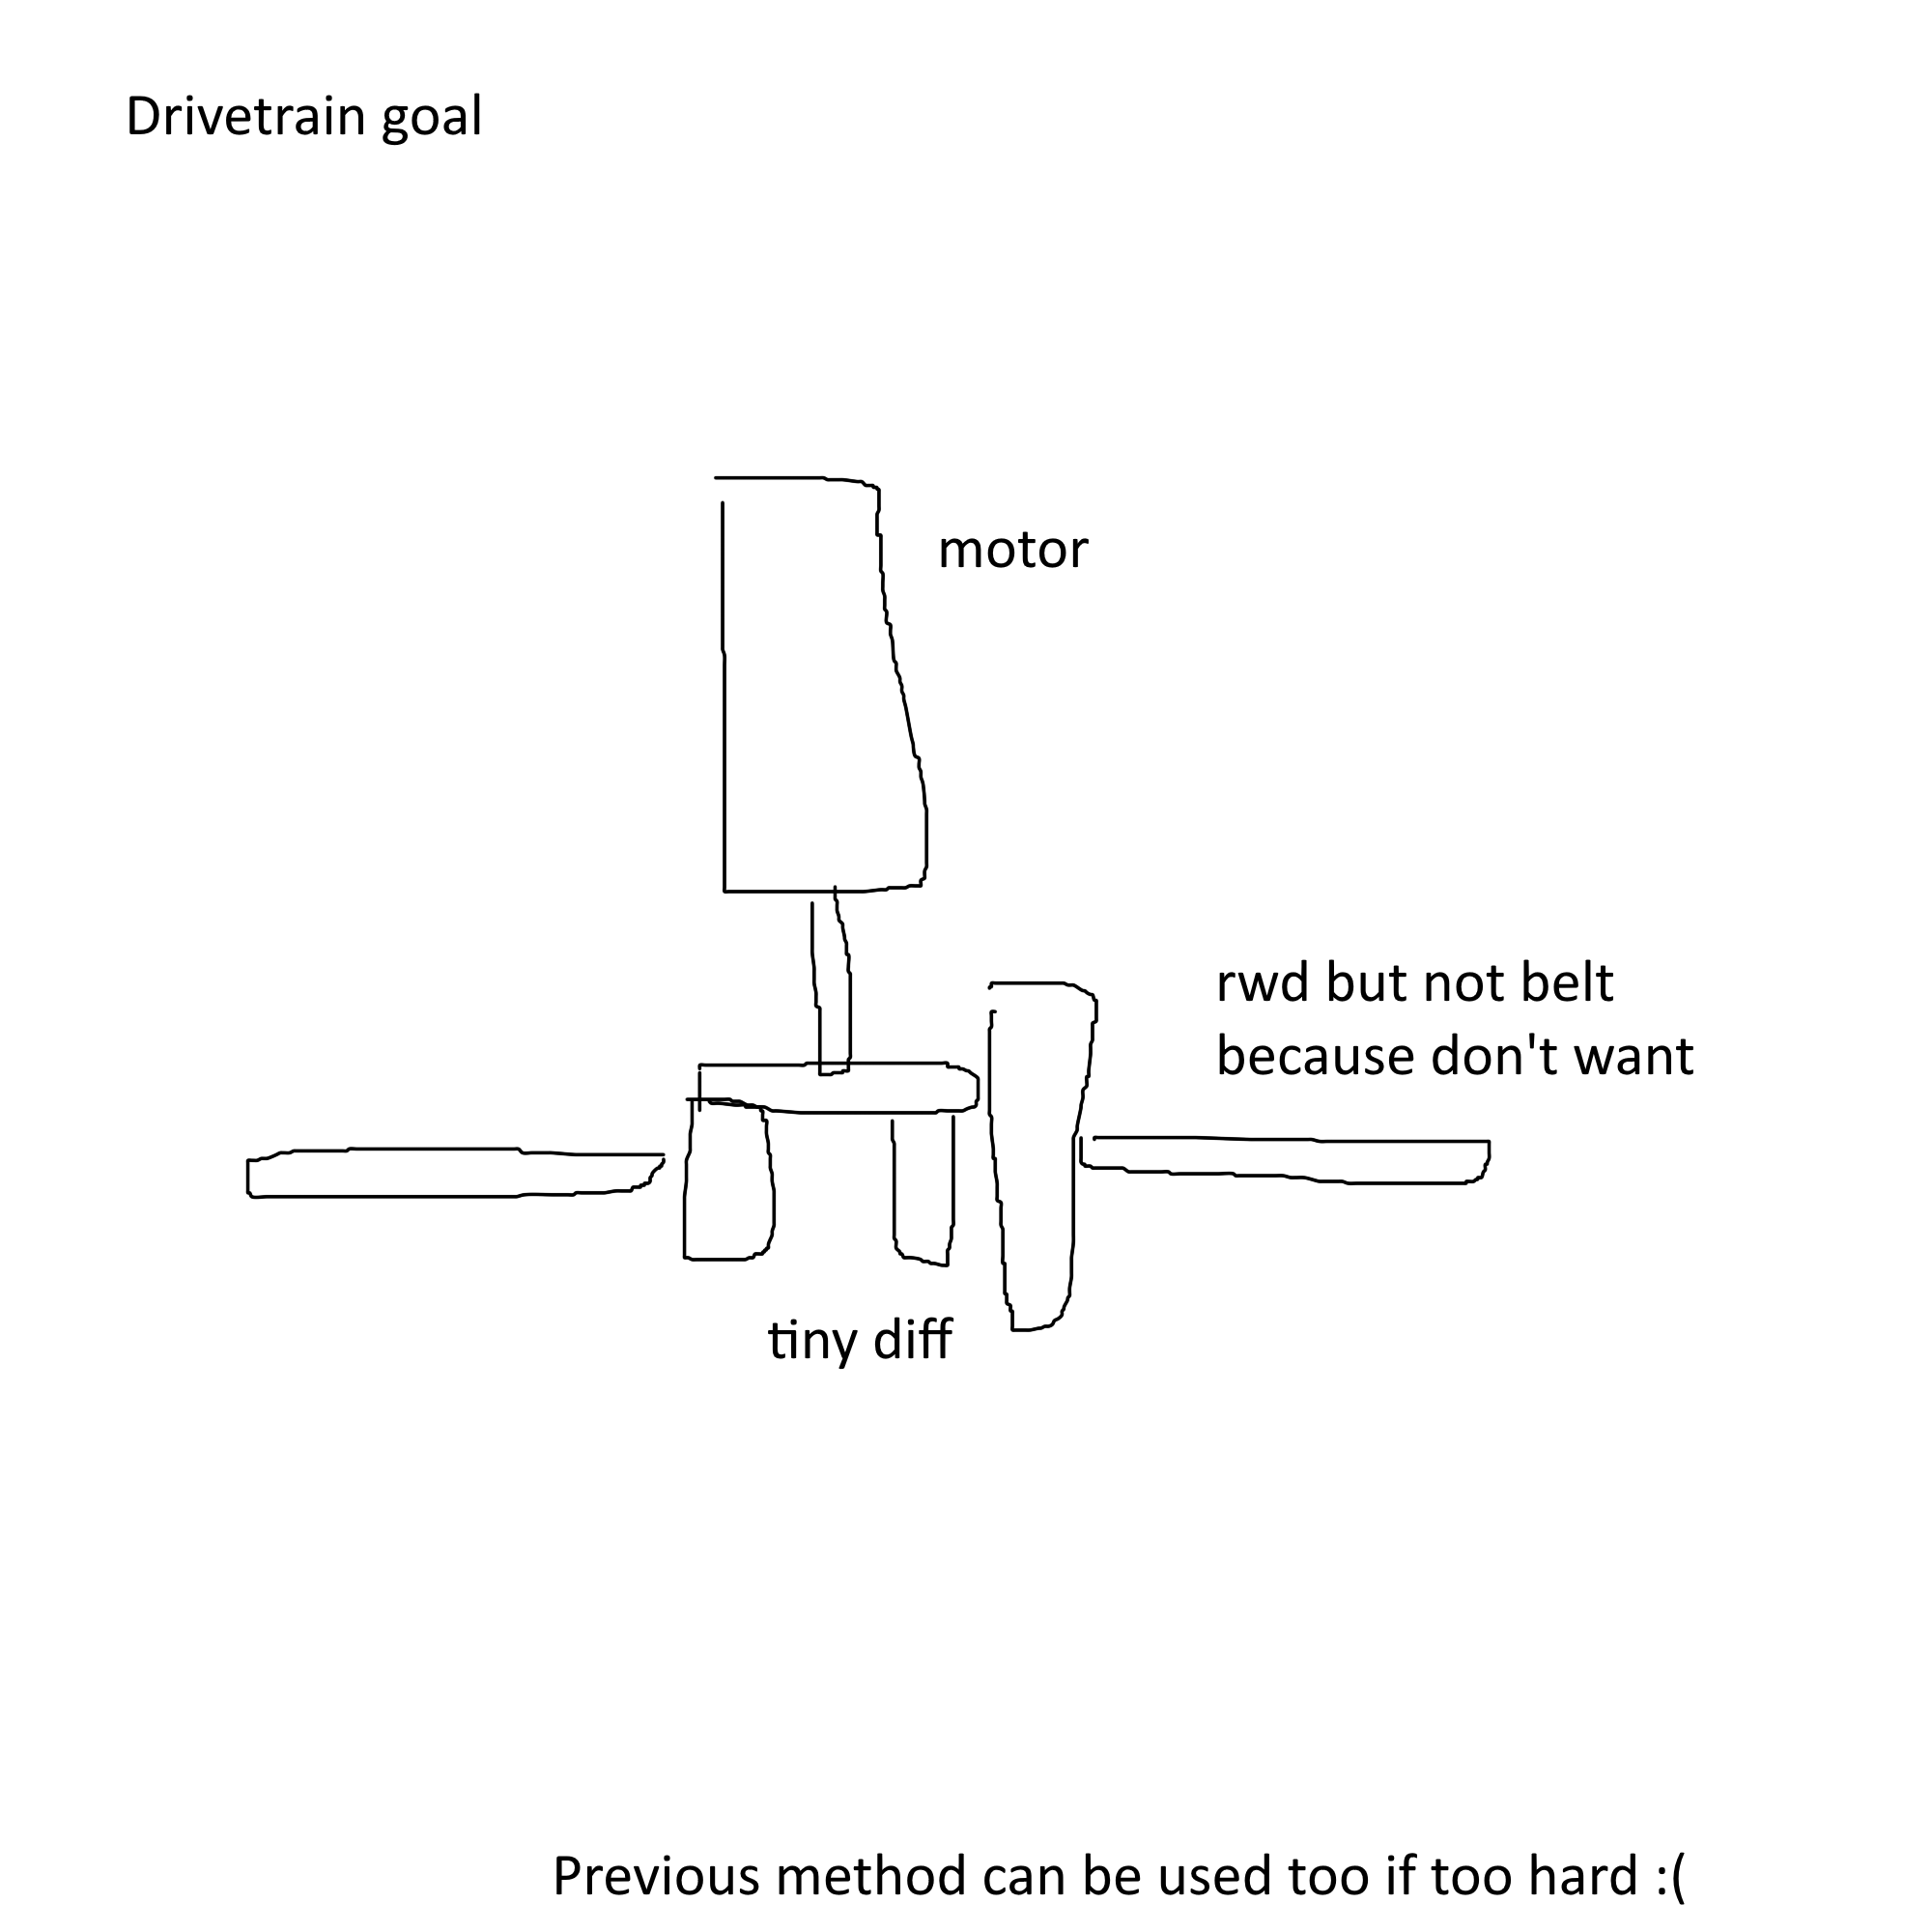 Drivetrain goal
motor
rwd but not belt
because don't want
tiny diff
Previous method can be used too if too hard :(